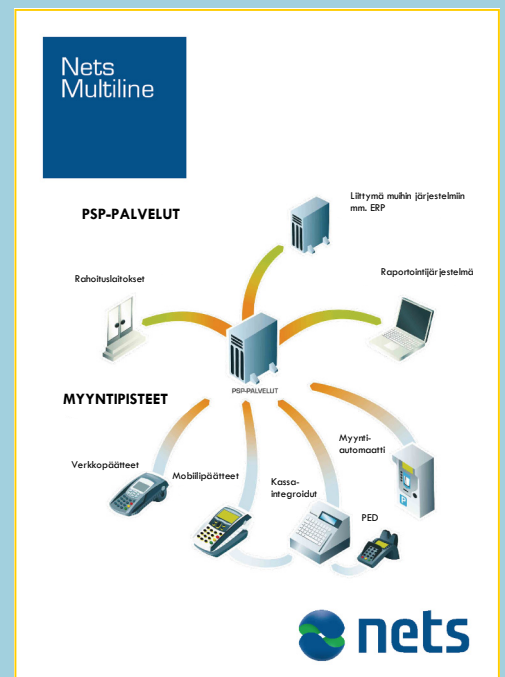 Nets
Multiline
Liittymä muihin järjestelmiin
mm. ERP
PSP-PALVELUT
Rahoituslaitokset
Raportointijärjestelmä
PSP-PALVELUT
MYYNTIPISTEET
Myynti-
automaatti
Verkkopäätteet
Mobiilipäätteet
Kassa-
integroidut
PED
nets